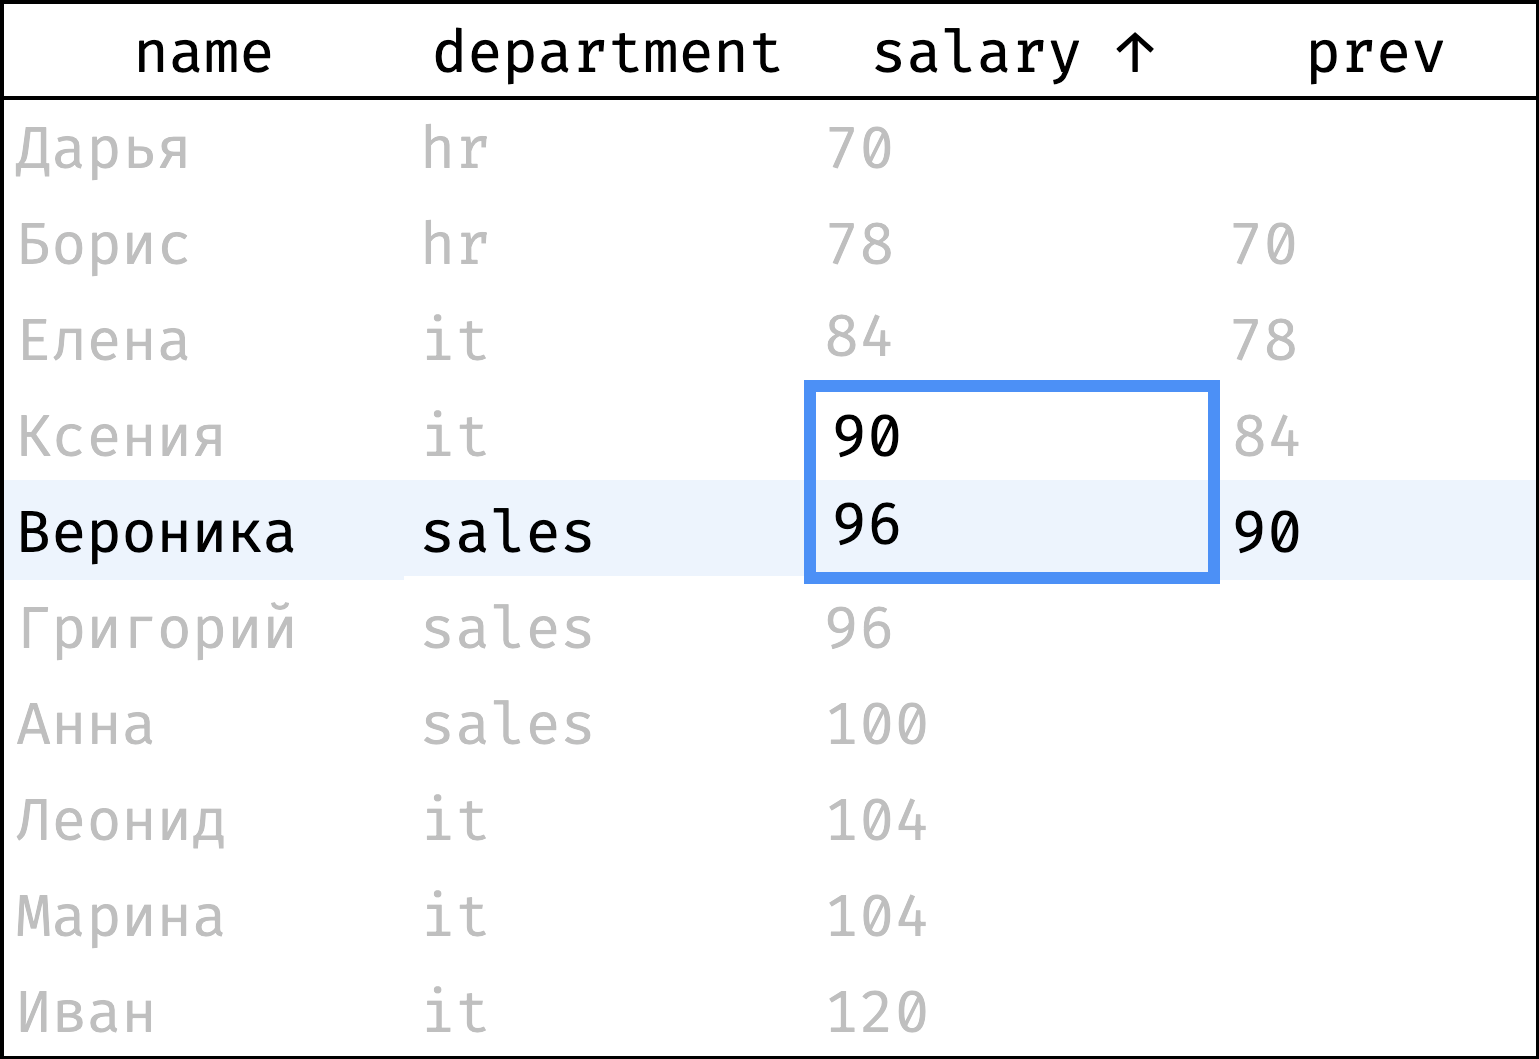 name department salary ↑ prev
Дарья hr 70
Борис hr 78 70
Елена it 84 78
Ксения it 90 84
Вероника sales 96 90
Григорий sales 96
Анна sales 100
Леонид it 104
Марина it 104
Иван it 120